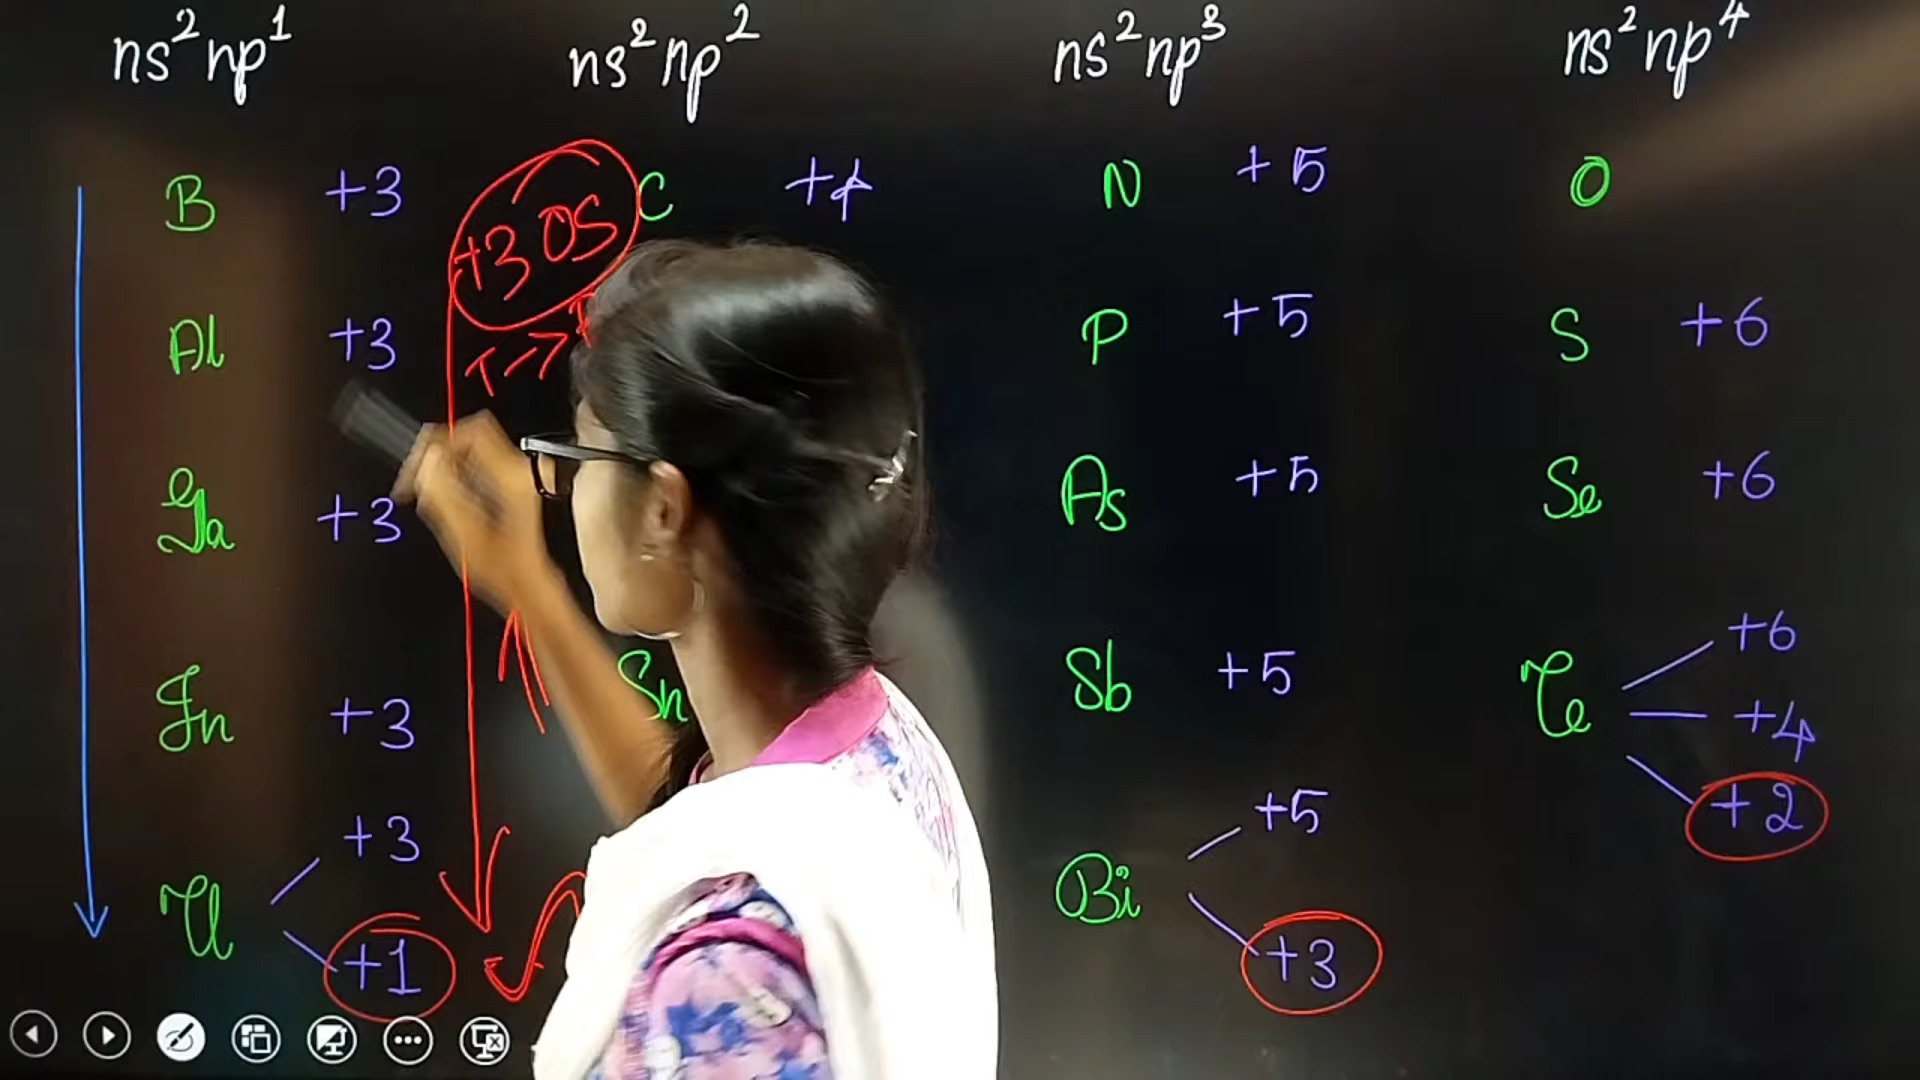 ns²np¹ ns²np² ns²np³ ns²np⁴
B +3 C +4 N +5 O
+3 OS
Al +3 P +5 S +6
Ga +3 As +5 Se +6
In +3 Sn Sb +5 Te +6
+4
+2
Tl +3 Bi +5
+1 +3